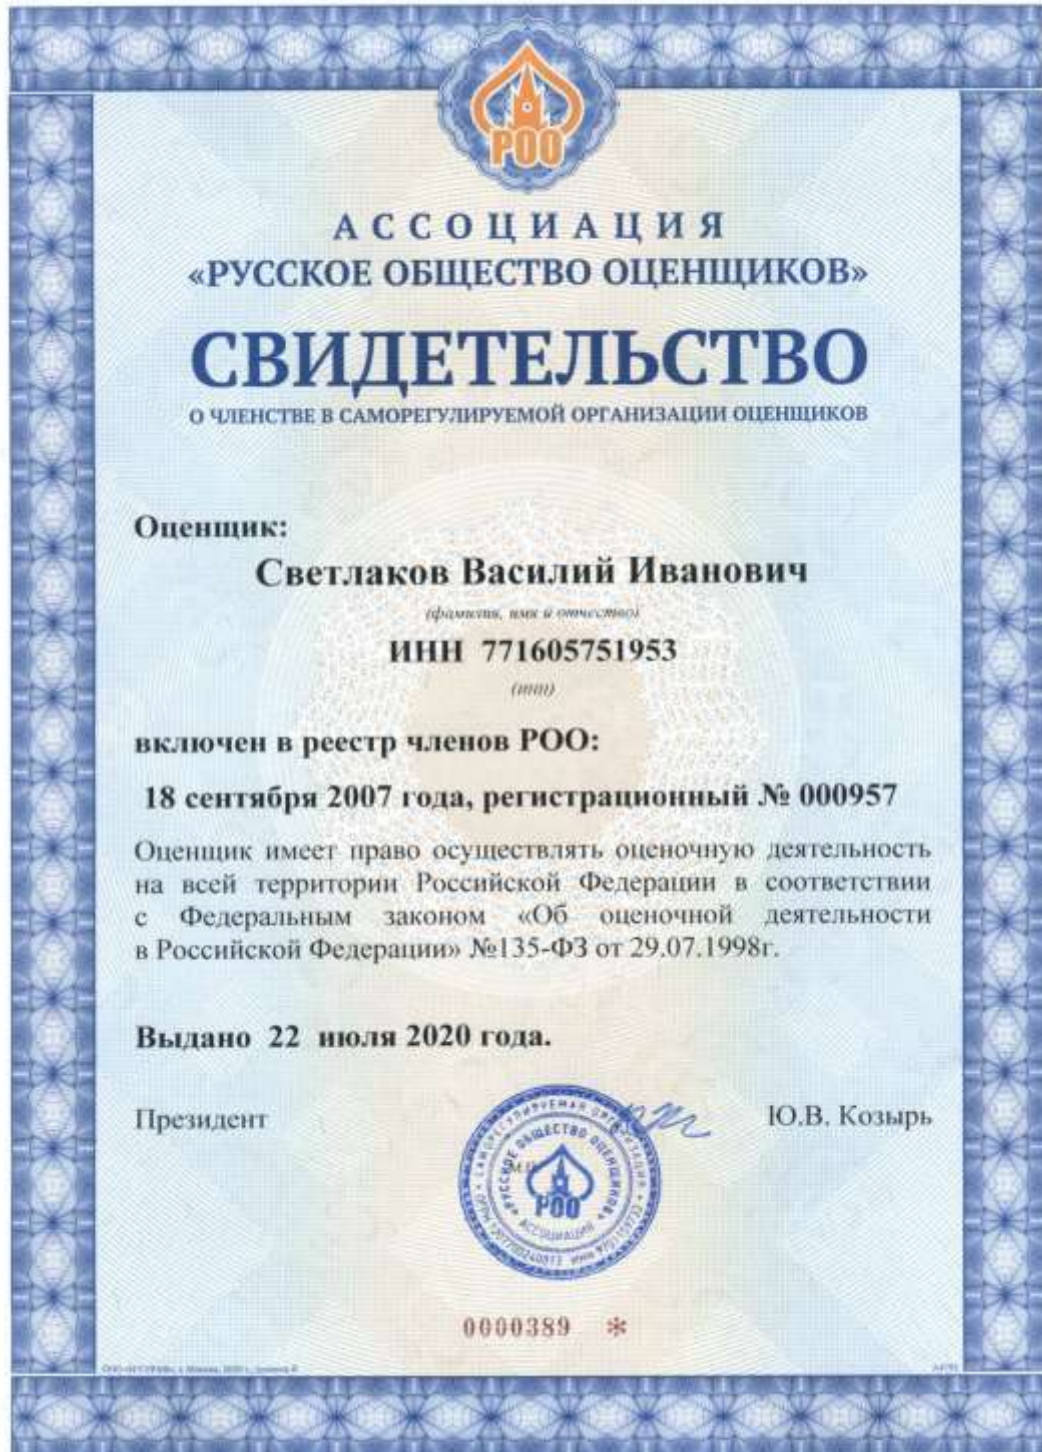 РОО
АССОЦИАЦИЯ
«РУССКОЕ ОБЩЕСТВО ОЦЕНЩИКОВ»
СВИДЕТЕЛЬСТВО
О ЧЛЕНСТВЕ В САМОРЕГУЛИРУЕМОЙ ОРГАНИЗАЦИИ ОЦЕНЩИКОВ
Оценщик:
Светлаков Василий Иванович
(фамилия, имя и отчество)
ИНН 771605751953
(инн)
включен в реестр членов РОО:
18 сентября 2007 года, регистрационный № 000957
Оценщик имеет право осуществлять оценочную деятельность
на всей территории Российской Федерации в соответствии
с Федеральным законом «Об оценочной деятельности
в Российской Федерации» №135-ФЗ от 29.07.1998г.
Выдано 22 июля 2020 года.
Президент
Ю.В. Козырь
САМОРЕГУЛИРУЕМАЯ ОРГАНИЗАЦИЯ
«РУССКОЕ ОБЩЕСТВО ОЦЕНЩИКОВ»
РОО
АССОЦИАЦИЯ
0000389 *